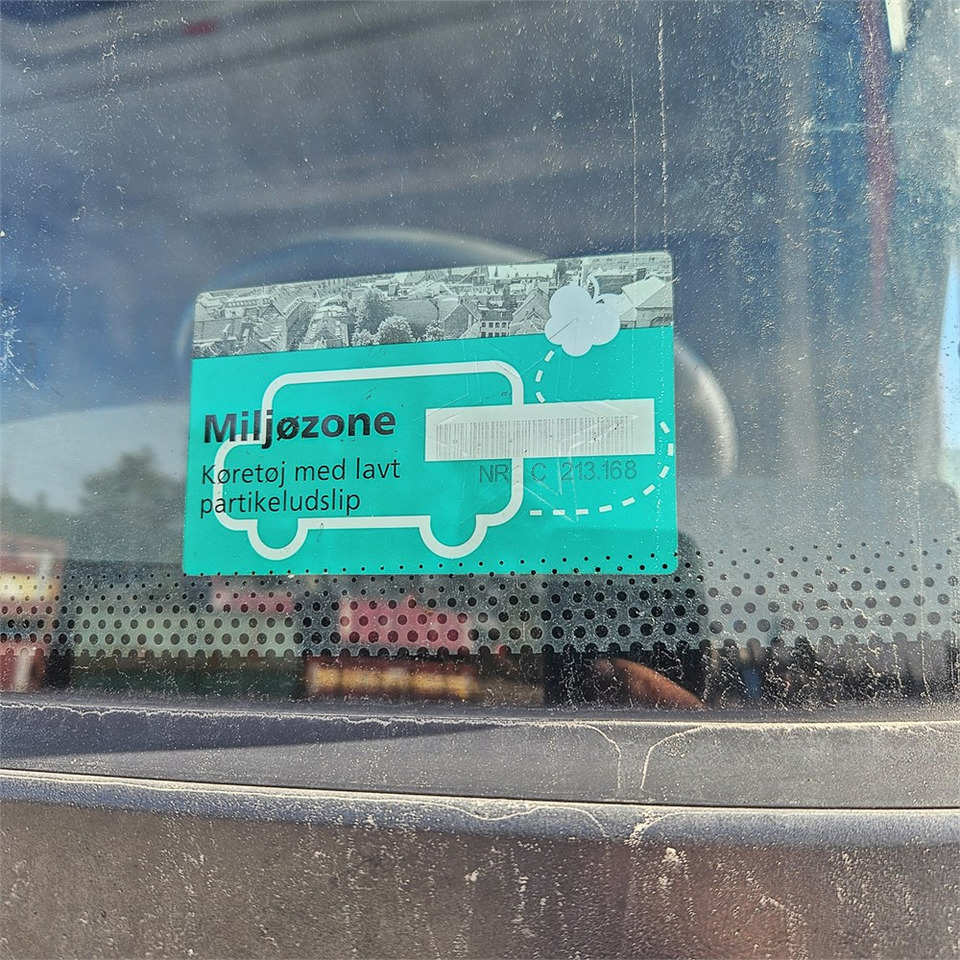 Miljøzone
Køretøj med lavt
partikeludslip
NR. C 213.168